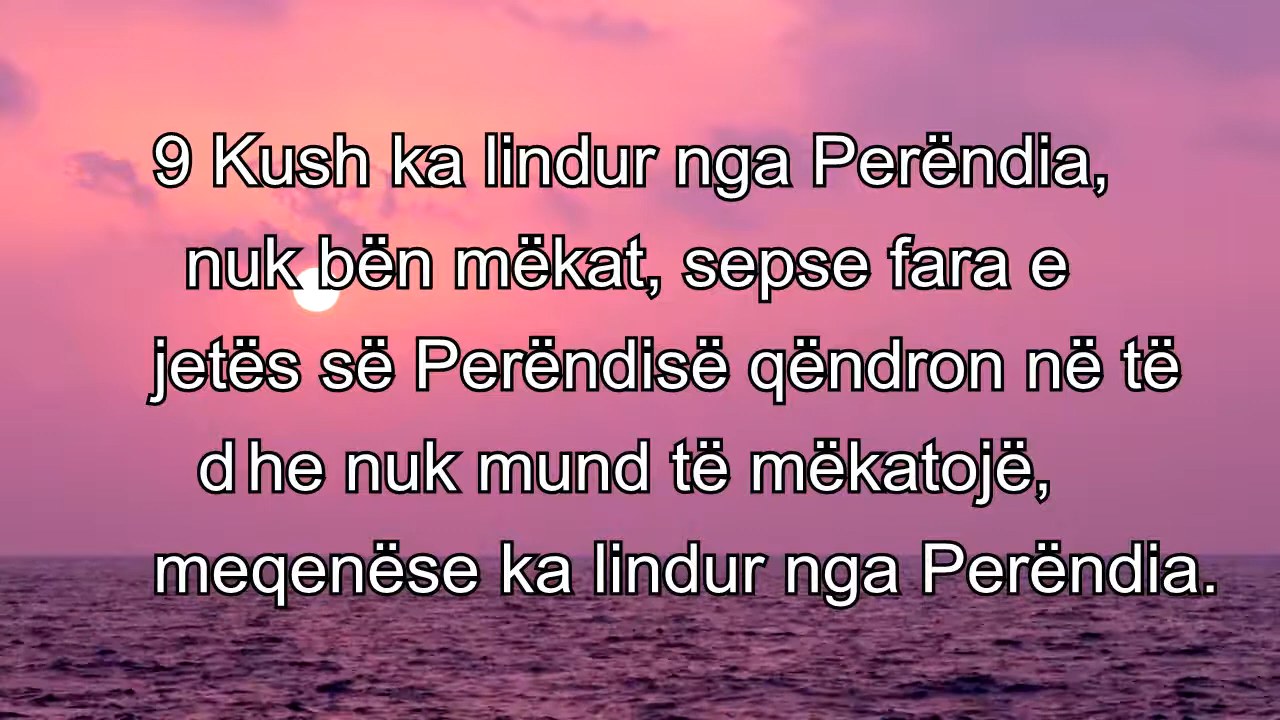 9 Kush ka lindur nga Perëndia,
nuk bën mëkat, sepse fara e
jetës së Perëndisë qëndron në të
dhe nuk mund të mëkatojë,
meqenëse ka lindur nga Perëndia.